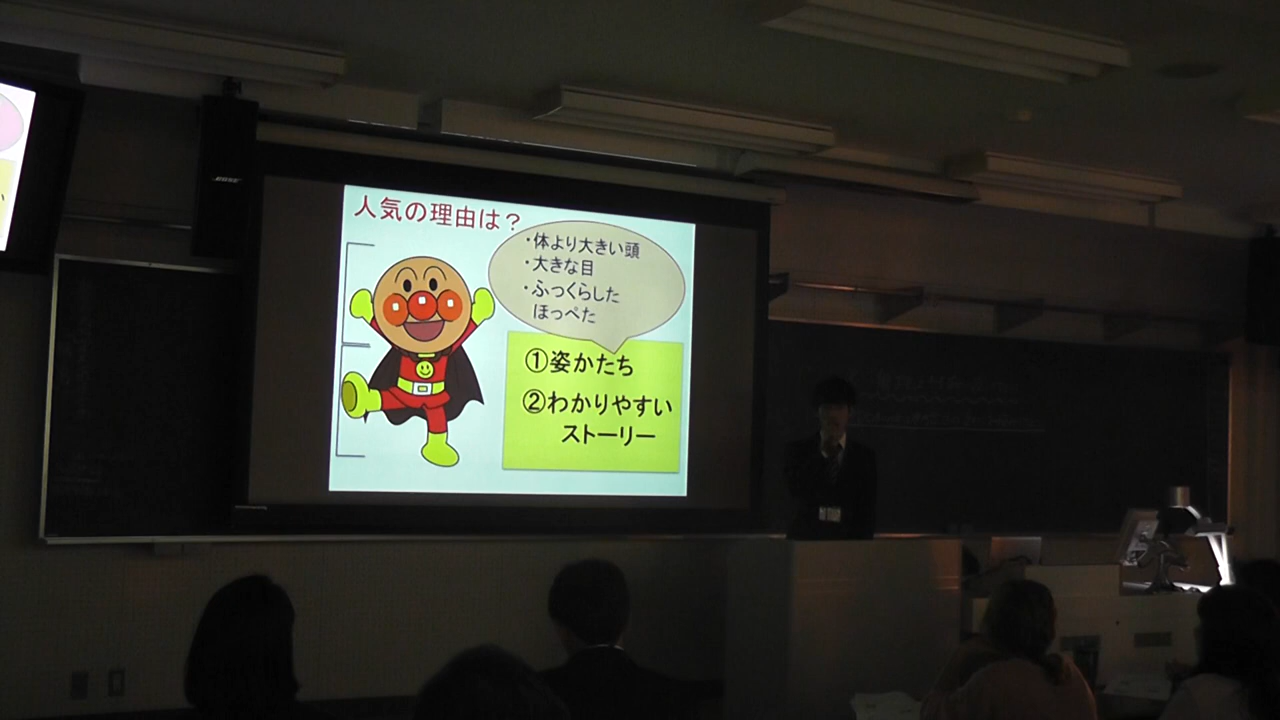 人気の理由は？
・体より大きい頭
・大きな目
・ふっくらした
ほっぺた
①姿かたち
②わかりやすい
ストーリー
BOSE